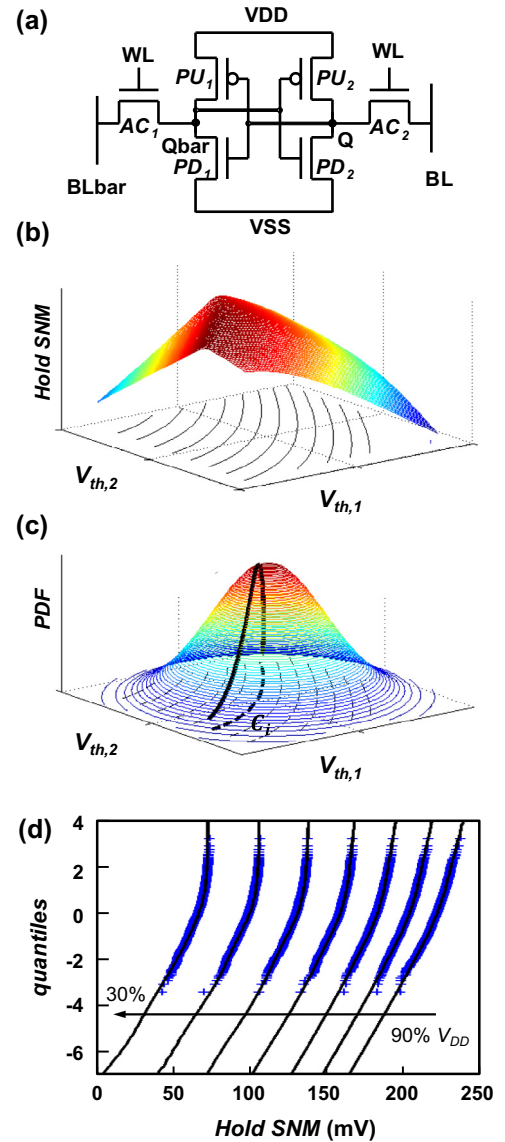 (a)
VDD
WL
WL
PU1
PU2
AC1
AC2
Qbar
Q
PD1
PD2
BLbar
BL
VSS
(b)
Hold SNM
Vth,2
Vth,1
(c)
PDF
Ci
Vth,2
Vth,1
(d)
4
2
0
-2
-4
-6
quantiles
30%
90% VDD
0 50 100 150 200 250
Hold SNM (mV)